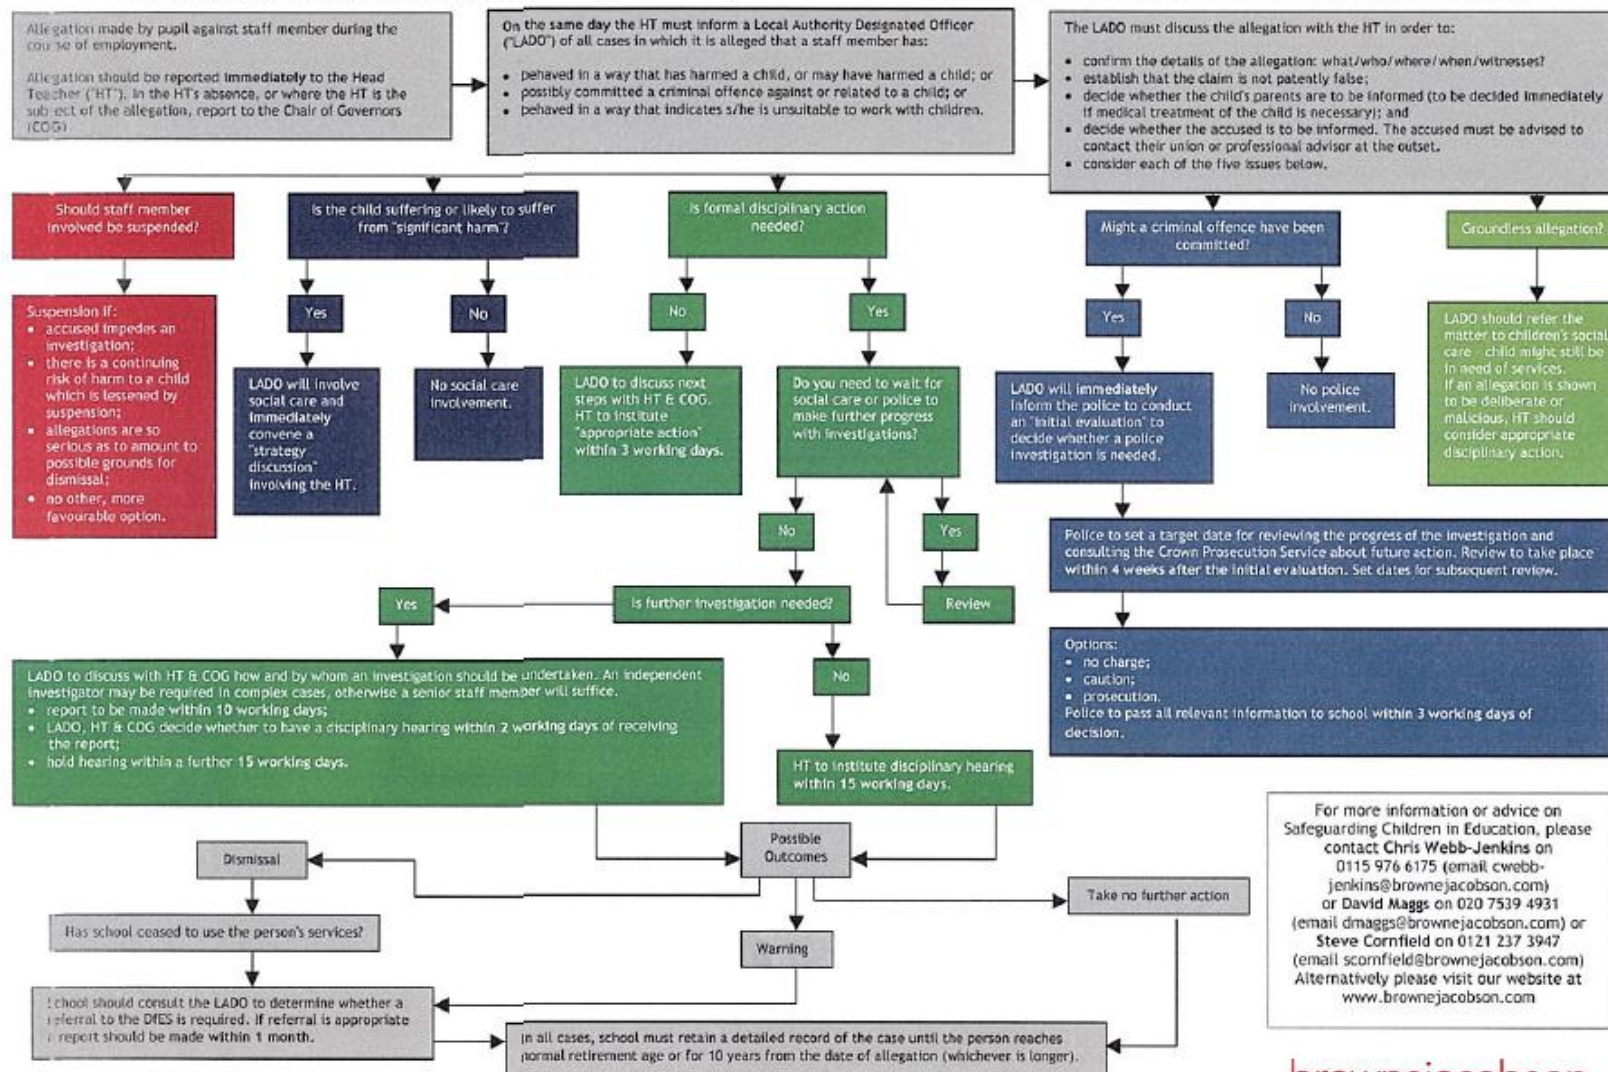 Allegation made by pupil against staff member during the
course of employment.
Allegation should be reported immediately to the Head
Teacher ("HT"). In the HT's absence, or where the HT is the
subject of the allegation, report to the Chair of Governors
(COG)
On the same day the HT must inform a Local Authority Designated Officer
("LADO") of all cases in which it is alleged that a staff member has:
• behaved in a way that has harmed a child, or may have harmed a child; or
• possibly committed a criminal offence against or related to a child; or
• behaved in a way that indicates s/he is unsuitable to work with children.
The LADO must discuss the allegation with the HT in order to:
• confirm the details of the allegation: what/who/where/when/witnesses?
• establish that the claim is not patently false;
• decide whether the child's parents are to be informed (to be decided immediately
if medical treatment of the child is necessary); and
• decide whether the accused is to be informed. The accused must be advised to
contact their union or professional advisor at the outset.
• consider each of the five issues below.
Should staff member
involved be suspended?
Is the child suffering or likely to suffer
from "significant harm"?
Is formal disciplinary action
needed?
Might a criminal offence have been
committed?
Groundless allegation?
Suspension if:
• accused impedes an
investigation;
• there is a continuing
risk of harm to a child
which is lessened by
suspension;
• allegations are so
serious as to amount to
possible grounds for
dismissal;
• no other, more
favourable option.
Yes
No
No
Yes
Yes
No
LADO will involve
social care and
immediately
convene a
"strategy
discussion"
involving the HT.
No social care
involvement.
LADO to discuss next
steps with HT & COG.
HT to institute
"appropriate action"
within 3 working days.
Do you need to wait for
social care or police to
make further progress
with investigations?
LADO will immediately
inform the police to conduct
an "initial evaluation" to
decide whether a police
investigation is needed.
No police
involvement.
LADO should refer the
matter to children's social
care - child might still be
in need of services.
If an allegation is shown
to be deliberate or
malicious, HT should
consider appropriate
disciplinary action.
No
Yes
Police to set a target date for reviewing the progress of the investigation and
consulting the Crown Prosecution Service about future action. Review to take place
within 4 weeks after the initial evaluation. Set dates for subsequent review.
Yes
Is further investigation needed?
Review
LADO to discuss with HT & COG how and by whom an investigation should be undertaken. An independent
investigator may be required in complex cases, otherwise a senior staff member will suffice.
• report to be made within 10 working days;
• LADO, HT & COG decide whether to have a disciplinary hearing within 2 working days of receiving
the report;
• hold hearing within a further 15 working days.
No
Options:
• no charge;
• caution;
• prosecution.
Police to pass all relevant information to school within 3 working days of
decision.
HT to institute disciplinary hearing
within 15 working days.
Possible
Outcomes
Dismissal
Take no further action
Has school ceased to use the person's services?
Warning
School should consult the LADO to determine whether a
referral to the DfES is required. If referral is appropriate
a report should be made within 1 month.
In all cases, school must retain a detailed record of the case until the person reaches
normal retirement age or for 10 years from the date of allegation (whichever is longer).
For more information or advice on
Safeguarding Children in Education, please
contact Chris Webb-Jenkins on
0115 976 6175 (email cwebb-
jenkins@brownejacobson.com)
or David Maggs on 020 7539 4931
(email dmaggs@brownejacobson.com) or
Steve Cornfield on 0121 237 3947
(email scornfield@brownejacobson.com)
Alternatively please visit our website at
www.brownejacobson.com
brownejacobson